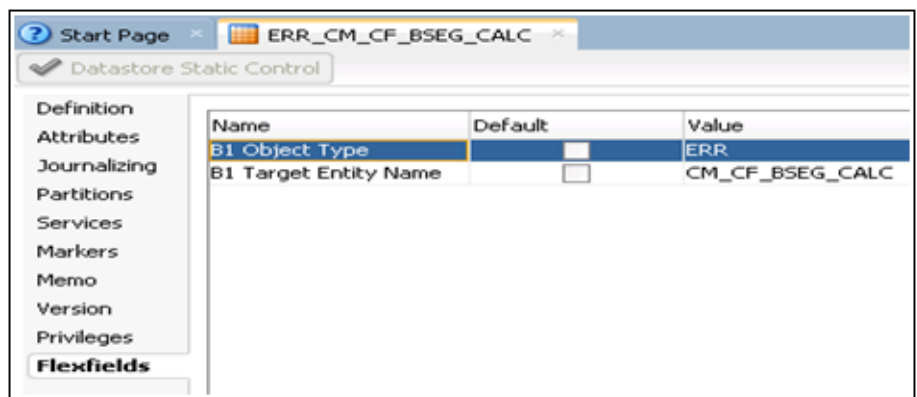 Start Page ERR_CM_CF_BSEG_CALC
Datastore Static Control
Definition
Attributes
Journalizing
Partitions
Services
Markers
Memo
Version
Privileges
Flexfields
Name Default Value
B1 Object Type ERR
B1 Target Entity Name CM_CF_BSEG_CALC